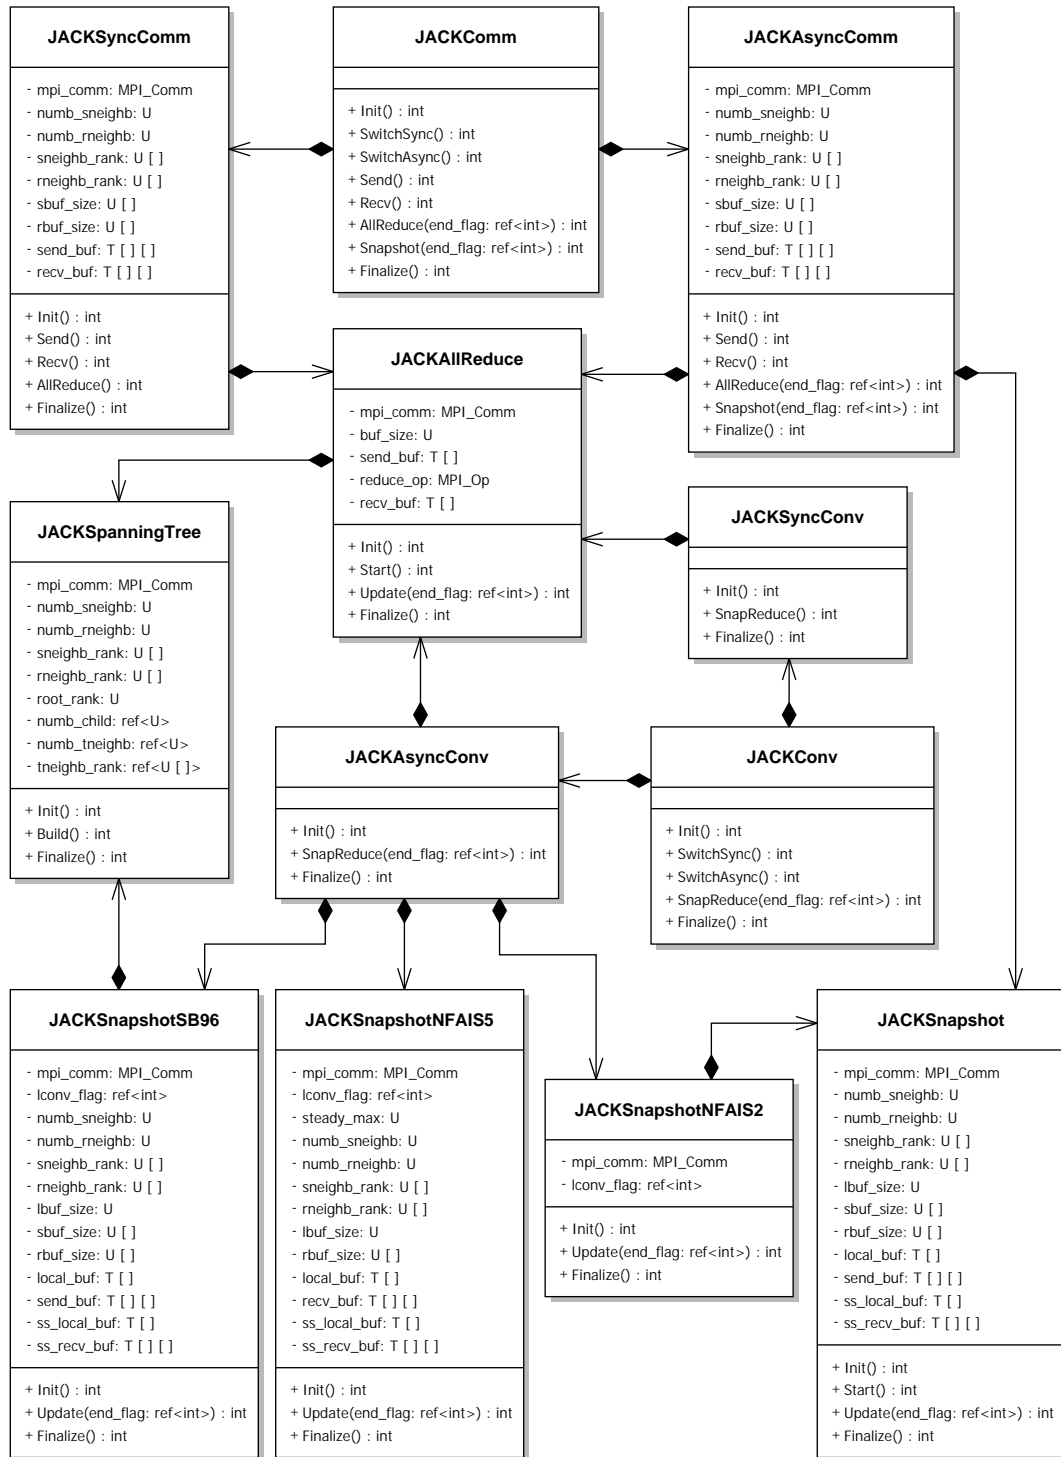 JACKSyncComm
- mpi_comm: MPI_Comm
- numb_sneighb: U
- numb_rneighb: U
- sneighb_rank: U [ ]
- rneighb_rank: U [ ]
- sbuf_size: U [ ]
- rbuf_size: U [ ]
- send_buf: T [ ] [ ]
- recv_buf: T [ ] [ ]
+ Init() : int
+ Send() : int
+ Recv() : int
+ AllReduce() : int
+ Finalize() : int
JACKComm
+ Init() : int
+ SwitchSync() : int
+ SwitchAsync() : int
+ Send() : int
+ Recv() : int
+ AllReduce(end_flag: ref<int>) : int
+ Snapshot(end_flag: ref<int>) : int
+ Finalize() : int
JACKAsyncComm
- mpi_comm: MPI_Comm
- numb_sneighb: U
- numb_rneighb: U
- sneighb_rank: U [ ]
- rneighb_rank: U [ ]
- sbuf_size: U [ ]
- rbuf_size: U [ ]
- send_buf: T [ ] [ ]
- recv_buf: T [ ] [ ]
+ Init() : int
+ Send() : int
+ Recv() : int
+ AllReduce(end_flag: ref<int>) : int
+ Snapshot(end_flag: ref<int>) : int
+ Finalize() : int
JACKAllReduce
- mpi_comm: MPI_Comm
- buf_size: U
- send_buf: T [ ]
- reduce_op: MPI_Op
- recv_buf: T [ ]
+ Init() : int
+ Start() : int
+ Update(end_flag: ref<int>) : int
+ Finalize() : int
JACKSpanningTree
- mpi_comm: MPI_Comm
- numb_sneighb: U
- numb_rneighb: U
- sneighb_rank: U [ ]
- rneighb_rank: U [ ]
- root_rank: U
- numb_child: ref<U>
- numb_tneighb: ref<U>
- tneighb_rank: ref<U [ ]>
+ Init() : int
+ Build() : int
+ Finalize() : int
JACKSyncConv
+ Init() : int
+ SnapReduce() : int
+ Finalize() : int
JACKAsyncConv
+ Init() : int
+ SnapReduce(end_flag: ref<int>) : int
+ Finalize() : int
JACKConv
+ Init() : int
+ SwitchSync() : int
+ SwitchAsync() : int
+ SnapReduce(end_flag: ref<int>) : int
+ Finalize() : int
JACKSnapshotSB96
- mpi_comm: MPI_Comm
- lconv_flag: ref<int>
- numb_sneighb: U
- numb_rneighb: U
- sneighb_rank: U [ ]
- rneighb_rank: U [ ]
- lbuf_size: U
- sbuf_size: U [ ]
- rbuf_size: U [ ]
- local_buf: T [ ]
- send_buf: T [ ] [ ]
- ss_local_buf: T [ ]
- ss_recv_buf: T [ ] [ ]
+ Init() : int
+ Update(end_flag: ref<int>) : int
+ Finalize() : int
JACKSnapshotNFAIS5
- mpi_comm: MPI_Comm
- lconv_flag: ref<int>
- steady_max: U
- numb_sneighb: U
- numb_rneighb: U
- sneighb_rank: U [ ]
- rneighb_rank: U [ ]
- lbuf_size: U
- rbuf_size: U [ ]
- local_buf: T [ ]
- recv_buf: T [ ] [ ]
- ss_local_buf: T [ ]
- ss_recv_buf: T [ ] [ ]
+ Init() : int
+ Update(end_flag: ref<int>) : int
+ Finalize() : int
JACKSnapshotNFAIS2
- mpi_comm: MPI_Comm
- lconv_flag: ref<int>
+ Init() : int
+ Update(end_flag: ref<int>) : int
+ Finalize() : int
JACKSnapshot
- mpi_comm: MPI_Comm
- numb_sneighb: U
- numb_rneighb: U
- sneighb_rank: U [ ]
- rneighb_rank: U [ ]
- lbuf_size: U
- sbuf_size: U [ ]
- rbuf_size: U [ ]
- local_buf: T [ ]
- send_buf: T [ ] [ ]
- ss_local_buf: T [ ]
- ss_recv_buf: T [ ] [ ]
+ Init() : int
+ Start() : int
+ Update(end_flag: ref<int>) : int
+ Finalize() : int